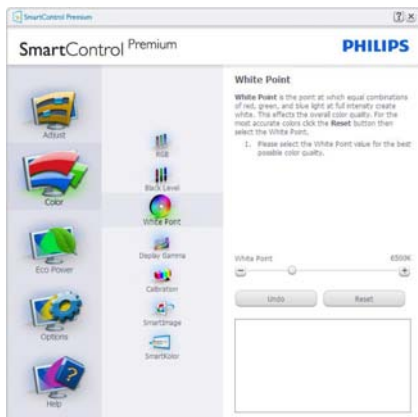 SmartControl Premium
SmartControl Premium
PHILIPS
Adjust
Color
Eco Power
Options
Help
RGB
Black Level
White Point
Display Gamma
Calibration
SmartImage
SmartKolor
White Point
White Point is the point at which equal combinations
of red, green, and blue light at full intensity create
white. This effects the overall color quality. For the
most accurate colors click the Reset button then
select the White Point.
1. Please select the White Point value for the best
possible color quality.
White Point 6500K
Undo Reset